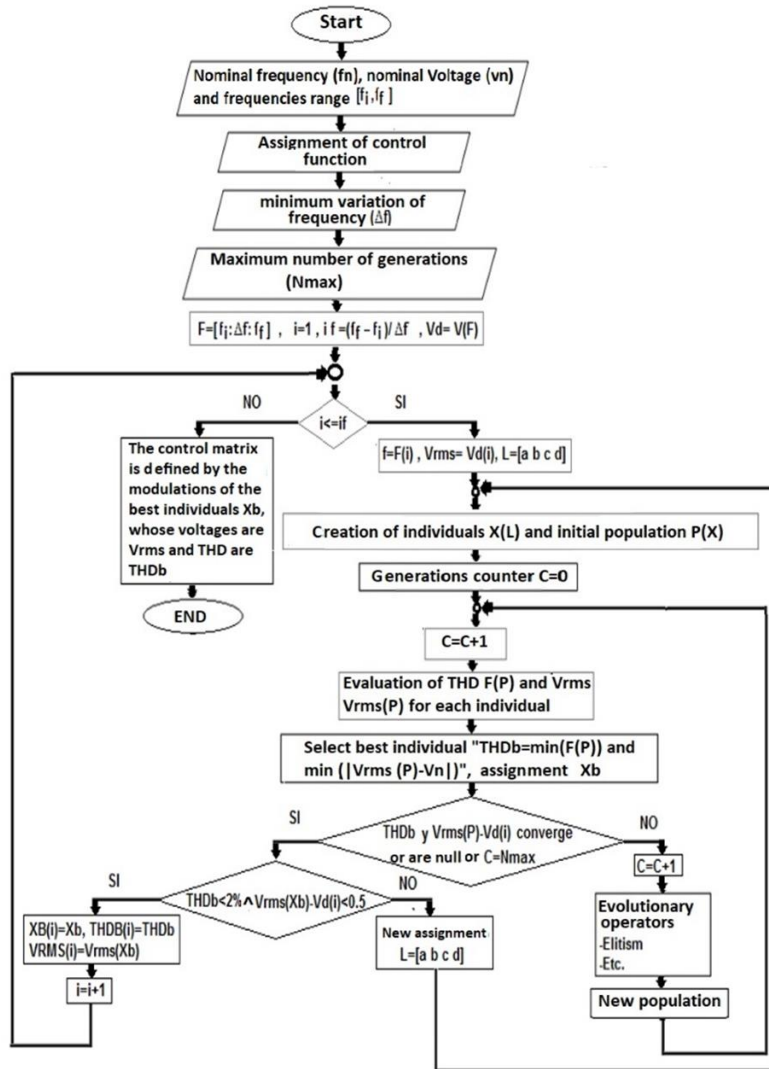 Start
Nominal frequency (fn), nominal Voltage (vn)
and frequencies range [fi,ff]
Assignment of control
function
minimum variation of
frequency (Δf)
Maximum number of generations
(Nmax)
F=[fi:Δf:ff] , i=1 , i f =(ff - fi)/ Δf , Vd= V(F)
NO
SI
i<=if
The control matrix
is defined by the
modulations of the
best individuals Xb,
whose voltages are
Vrms and THD are
THDb
END
f=F(i) , Vrms= Vd(i), L=[a b c d]
Creation of individuals X(L) and initial population P(X)
Generations counter C=0
C=C+1
Evaluation of THD F(P) and Vrms
Vrms(P) for each individual
Select best individual "THDb=min(F(P)) and
min (|Vrms (P)-Vn|)", assignment Xb
SI
THDb y Vrms(P)-Vd(i) converge
or are null or C=Nmax
NO
SI
THDb<2% ^ Vrms(Xb)-Vd(i)<0.5
NO
C=C+1
XB(i)=Xb, THDB(i)=THDb
VRMS(i)=Vrms(Xb)
i=i+1
New assignment
L=[a b c d]
Evolutionary
operators
-Elitism
-Etc.
New population